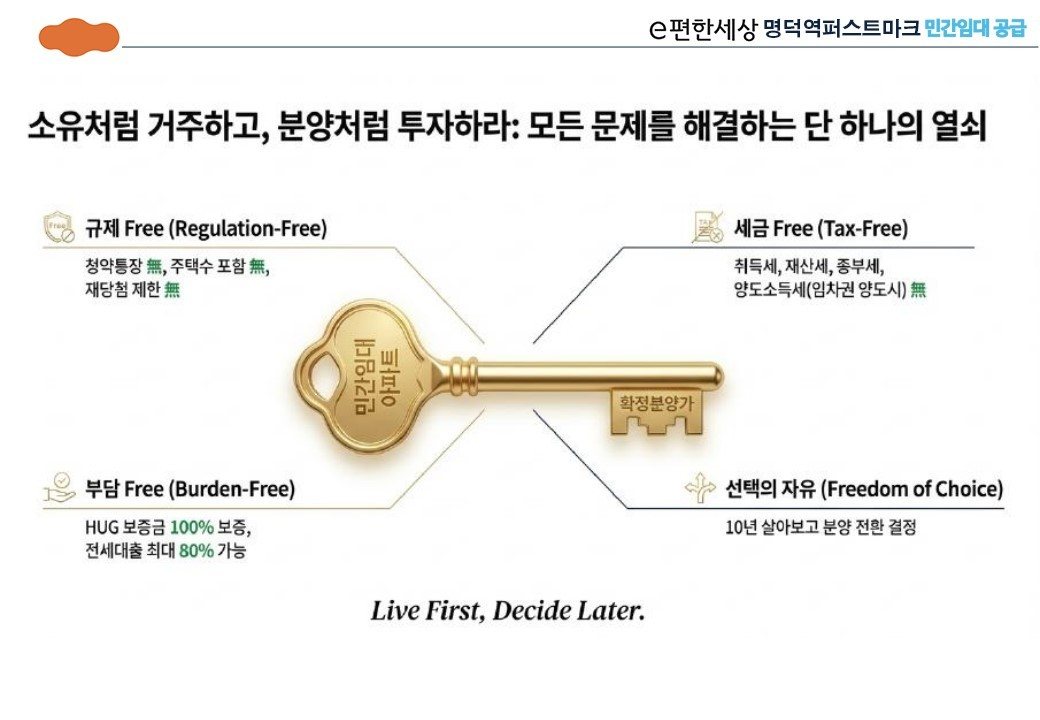 e편한세상 명덕역퍼스트마크 민간임대 공급
소유처럼 거주하고, 분양처럼 투자하라: 모든 문제를 해결하는 단 하나의 열쇠
Free
규제 Free (Regulation-Free)
청약통장 無, 주택수 포함 無,
재당첨 제한 無
TAX
세금 Free (Tax-Free)
취득세, 재산세, 종부세,
양도소득세(임차권 양도시) 無
민간임대
아파트
확정분양가
부담 Free (Burden-Free)
HUG 보증금 100% 보증,
전세대출 최대 80% 가능
선택의 자유 (Freedom of Choice)
10년 살아보고 분양 전환 결정
Live First, Decide Later.